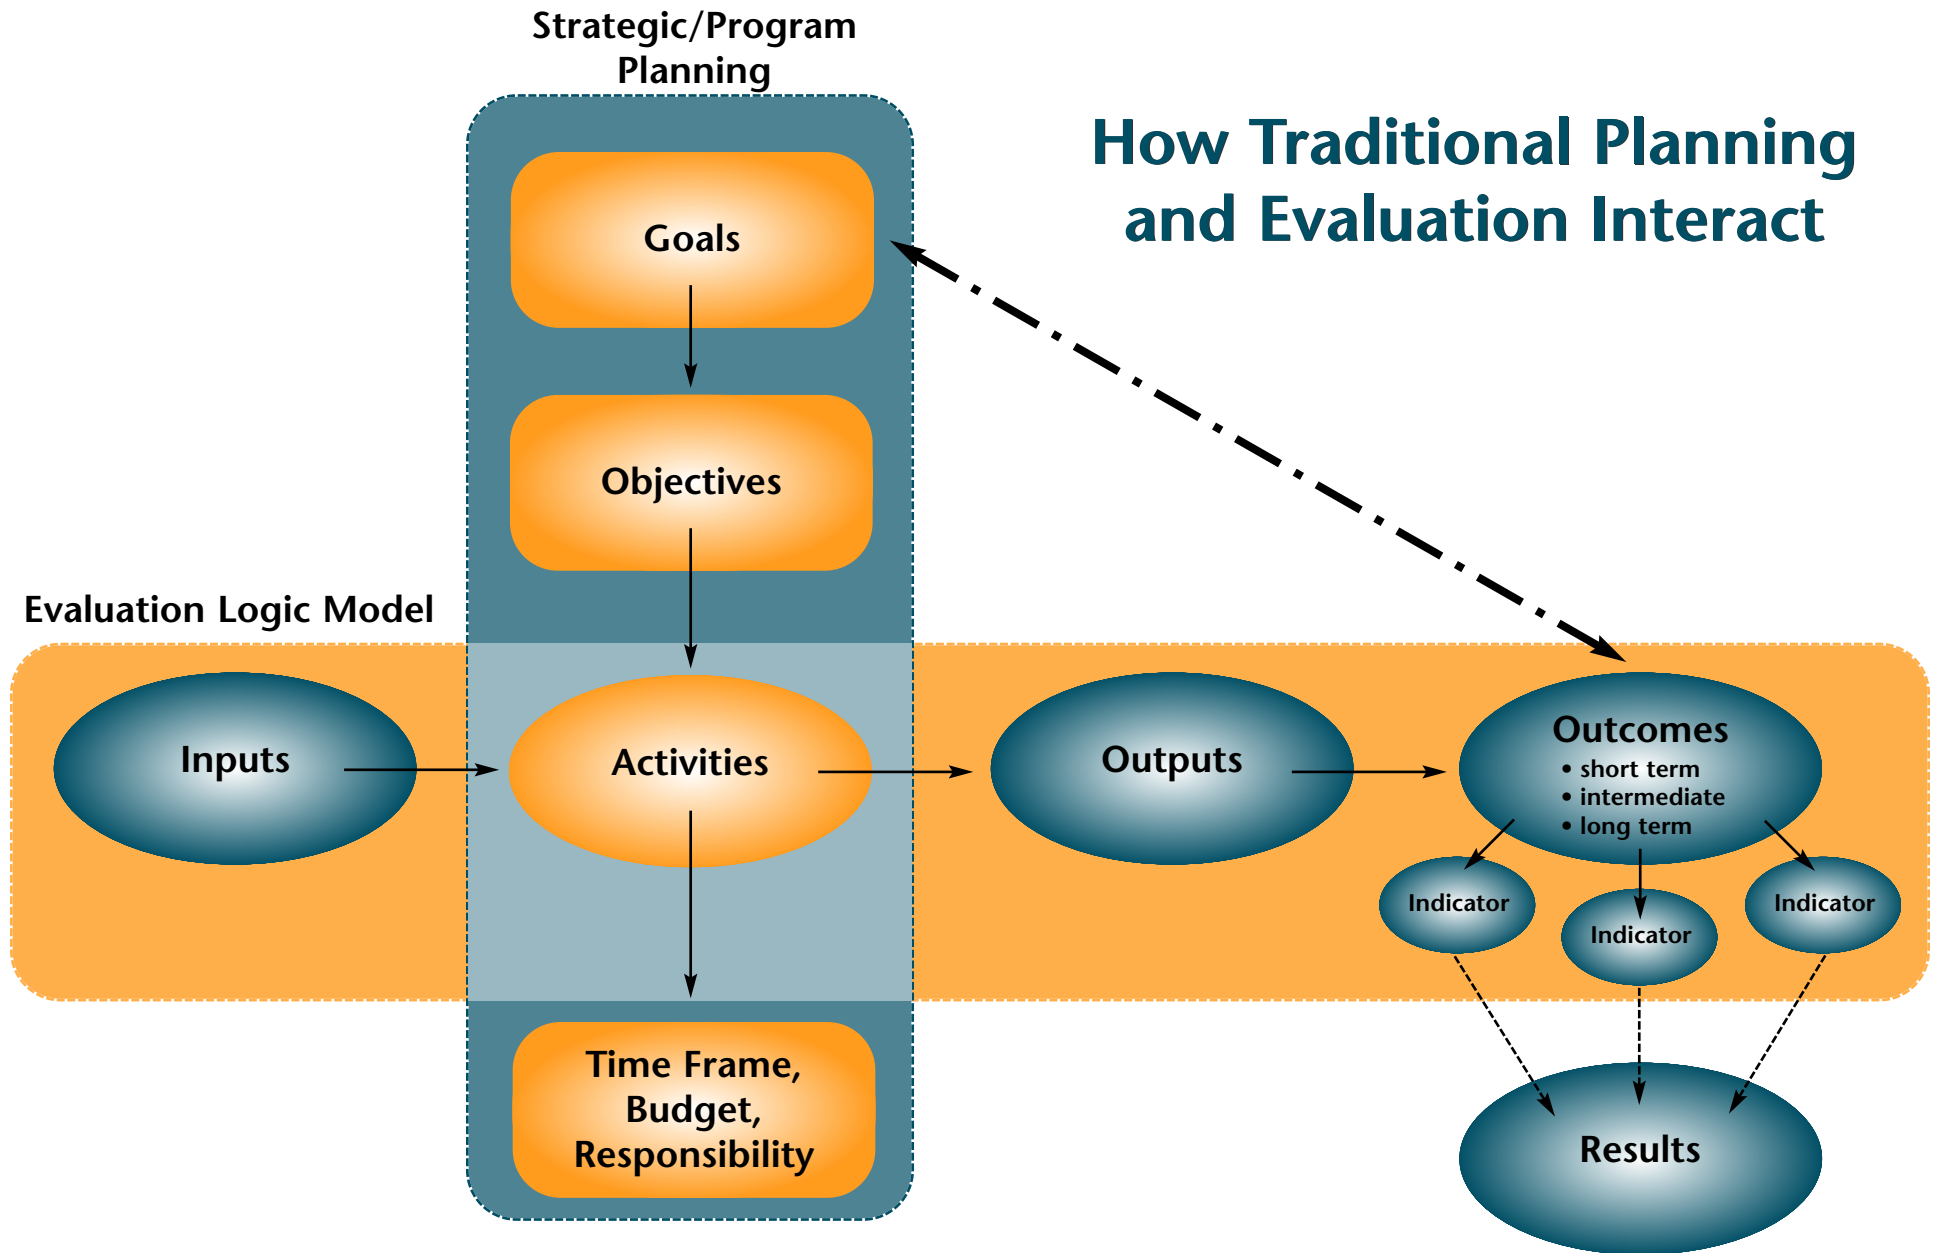 Strategic/Program
Planning
How Traditional Planning
and Evaluation Interact
Goals
Objectives
Evaluation Logic Model
Inputs
Activities
Outputs
Outcomes
• short term
• intermediate
• long term
Indicator
Indicator
Indicator
Time Frame,
Budget,
Responsibility
Results